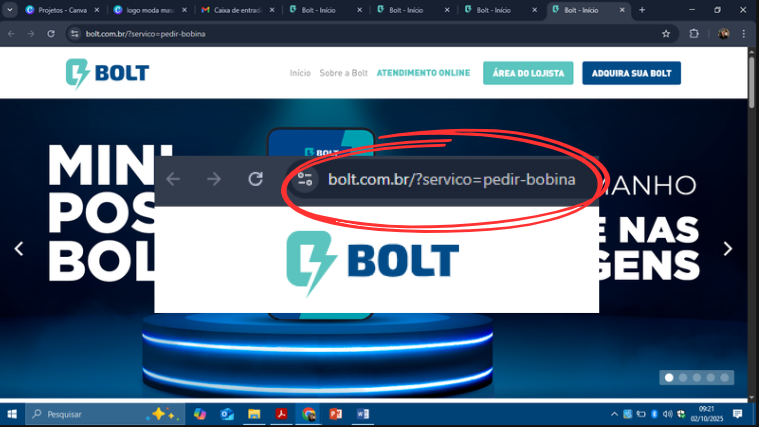 Projetos - Canva
logo moda mas
Caixa de entrad
Bolt - Início
Bolt - Início
Bolt - Início
Bolt - Início
bolt.com.br/?servico=pedir-bobina
BOLT
Início
Sobre a Bolt
ATENDIMENTO ONLINE
ÁREA DO LOJISTA
ADQUIRA SUA BOLT
BOLT
MINI
POS
BOL
MANHO
E NAS
GENS
bolt.com.br/?servico=pedir-bobina
BOLT
Pesquisar
09:21
02/10/2025